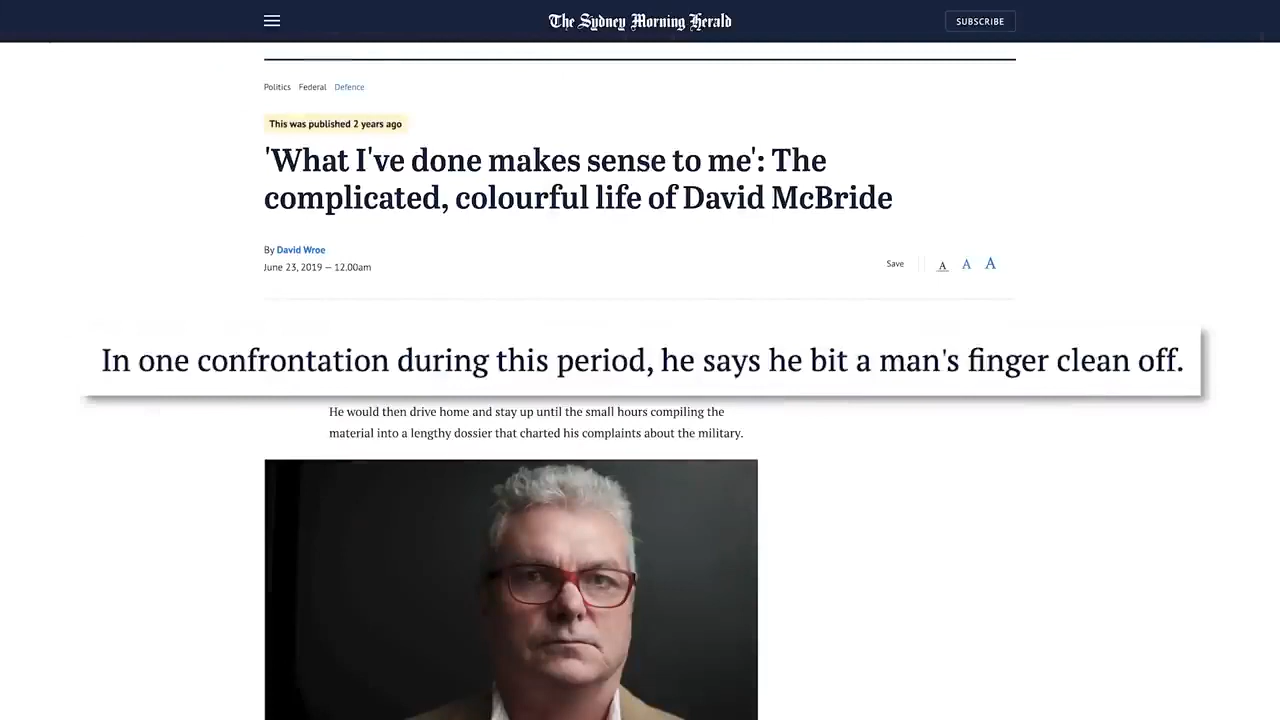 The Sydney Morning Herald
SUBSCRIBE
Politics Federal Defence
This was published 2 years ago
'What I've done makes sense to me': The
complicated, colourful life of David McBride
By David Wroe
June 23, 2019 — 12.00am
Save A A A
In one confrontation during this period, he says he bit a man's finger clean off.
He would then drive home and stay up until the small hours compiling the
material into a lengthy dossier that charted his complaints about the military.